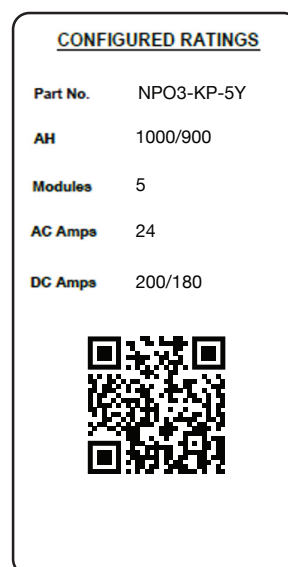 CONFIGURED RATINGS
Part No. NPO3-KP-5Y
AH 1000/900
Modules 5
AC Amps 24
DC Amps 200/180